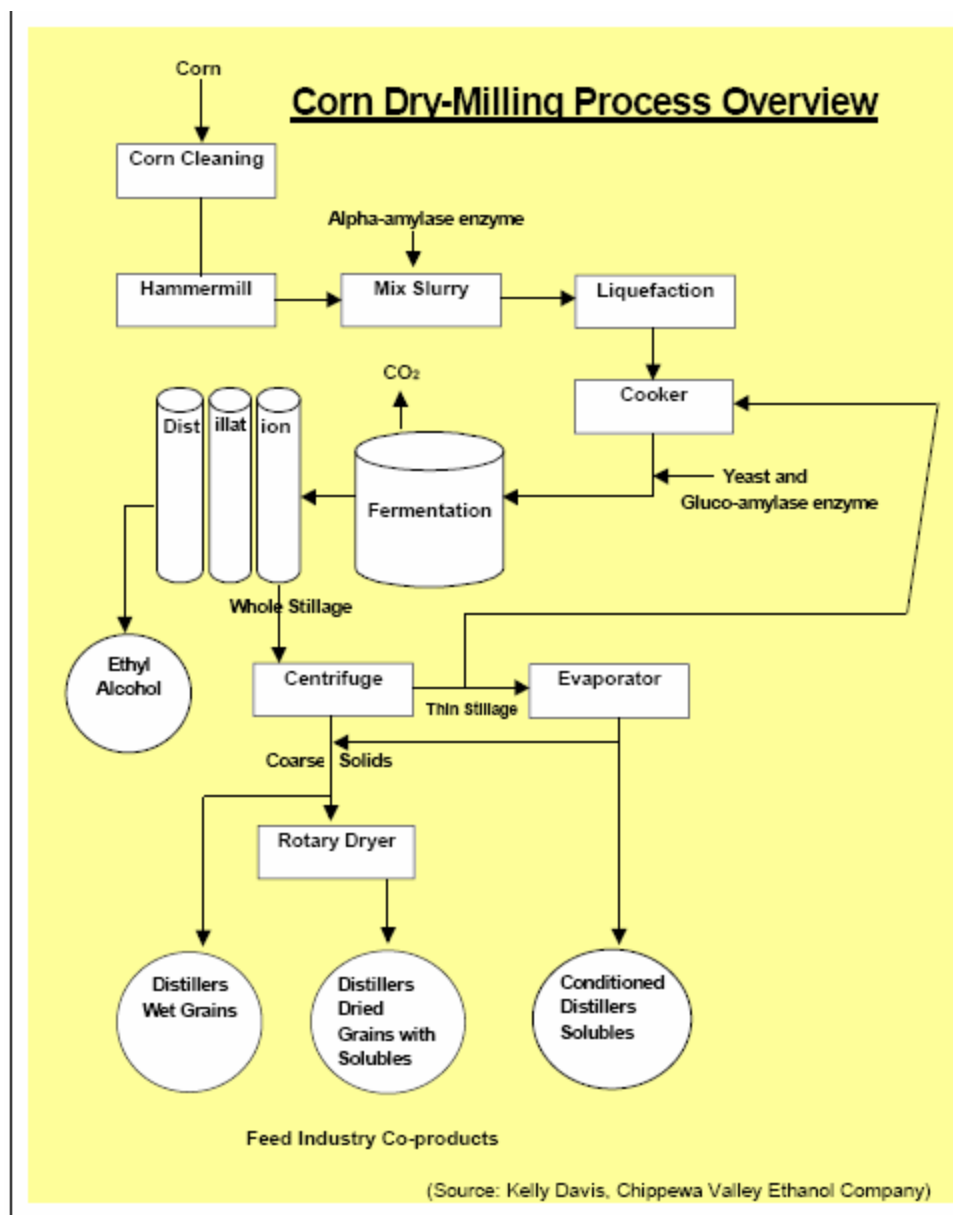 Corn
Corn Dry-Milling Process Overview
Corn Cleaning
Alpha-amylase enzyme
Hammermill
Mix Slurry
Liquefaction
CO₂
Cooker
Dist illat ion
Yeast and
Gluco-amylase enzyme
Fermentation
Whole Stillage
Ethyl
Alcohol
Centrifuge
Evaporator
Thin Stillage
Coarse Solids
Rotary Dryer
Distillers
Wet Grains
Distillers
Dried
Grains with
Solubles
Conditioned
Distillers
Solubles
Feed Industry Co-products
(Source: Kelly Davis, Chippewa Valley Ethanol Company)